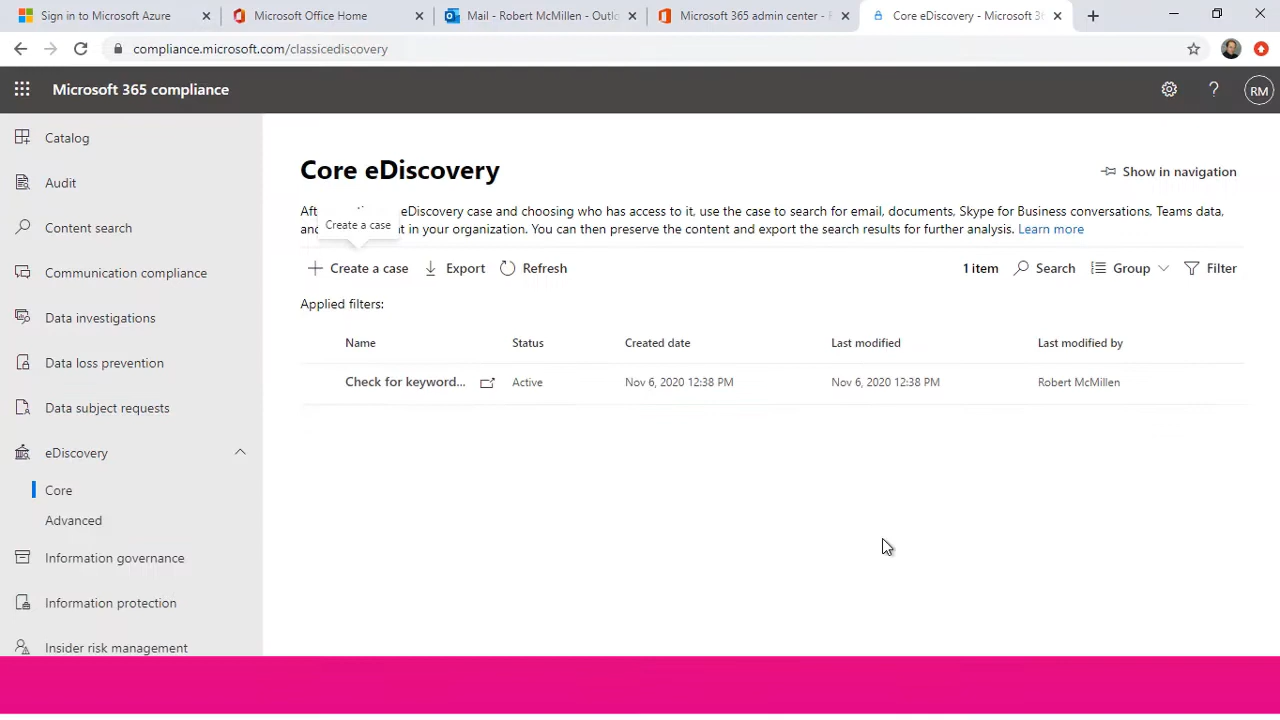 Sign in to Microsoft Azure
Microsoft Office Home
Mail - Robert McMillen - Outlo
Microsoft 365 admin center -
Core eDiscovery - Microsoft 36
compliance.microsoft.com/classicediscovery
Microsoft 365 compliance
RM
Catalog
Audit
Content search
Communication compliance
Data investigations
Data loss prevention
Data subject requests
eDiscovery
Core
Advanced
Information governance
Information protection
Insider risk management
Core eDiscovery
Show in navigation
eDiscovery case and choosing who has access to it, use the case to search for email, documents, Skype for Business conversations, Teams data,
in your organization. You can then preserve the content and export the search results for further analysis. Learn more
Create a case
Create a case
Export
Refresh
1 item
Search
Group
Filter
Applied filters:
Name
Status
Created date
Last modified
Last modified by
Check for keyword...
Active
Nov 6, 2020 12:38 PM
Nov 6, 2020 12:38 PM
Robert McMillen